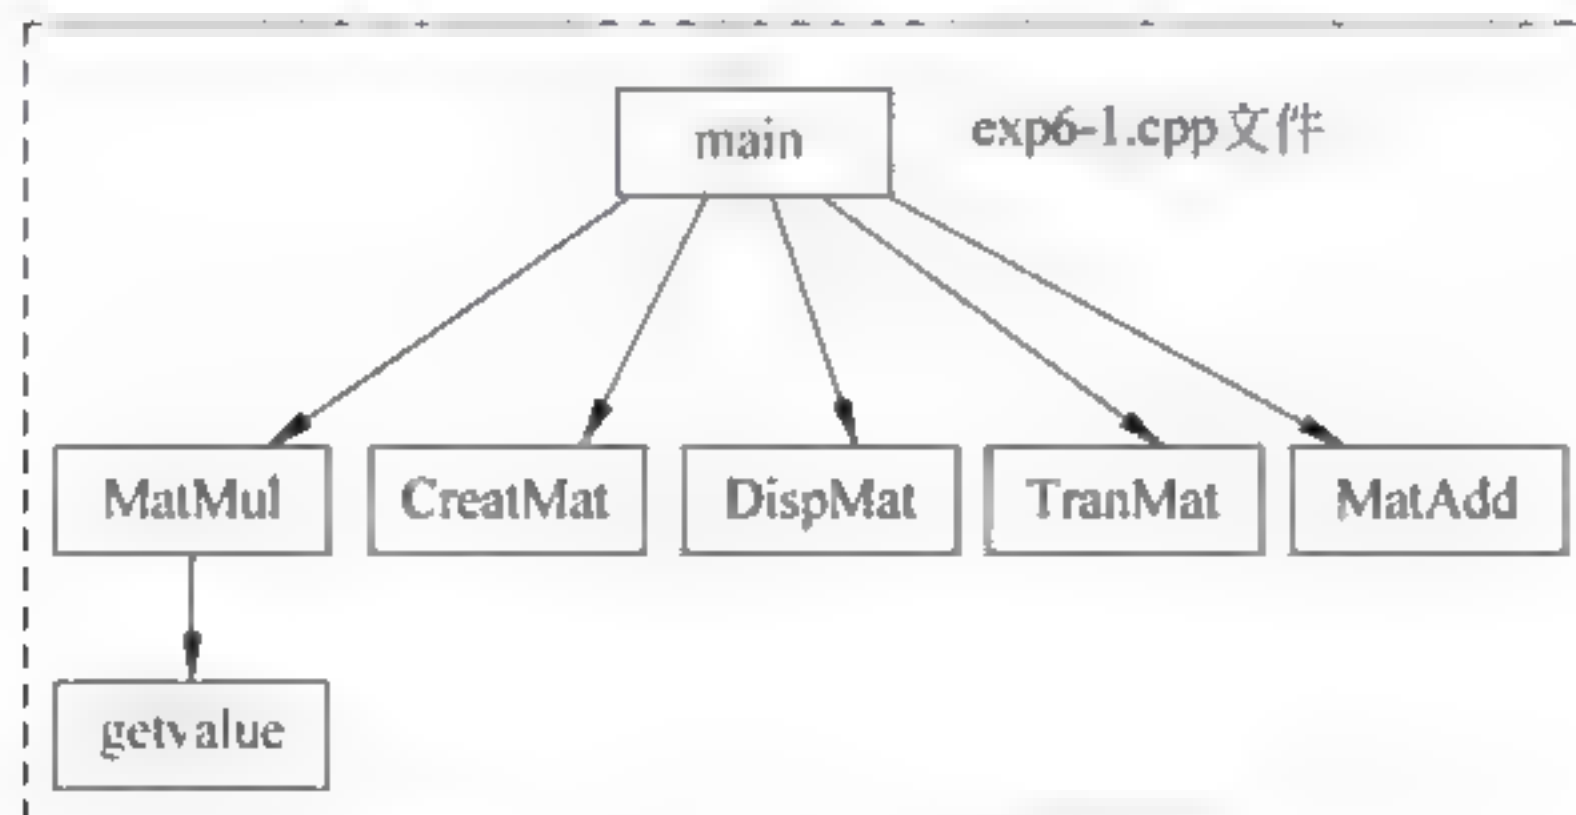 main
exp6-1.cpp文件
MatMul
CreatMat
DispMat
TranMat
MatAdd
getvalue